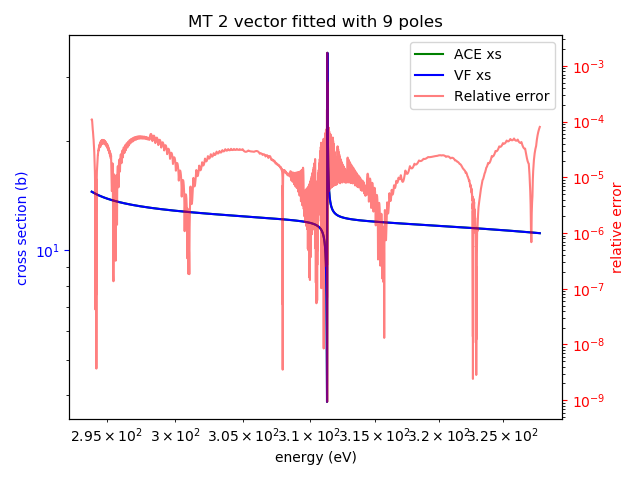 MT 2 vector fitted with 9 poles
ACE xs
VF xs
Relative error
cross section (b)
10¹
10⁻³
10⁻⁴
10⁻⁵
10⁻⁶
10⁻⁷
10⁻⁸
10⁻⁹
relative error
2.95 × 10² 3 × 10² 3.05 × 10² 3.1 × 10² 3.15 × 10² 3.2 × 10² 3.25 × 10²
energy (eV)